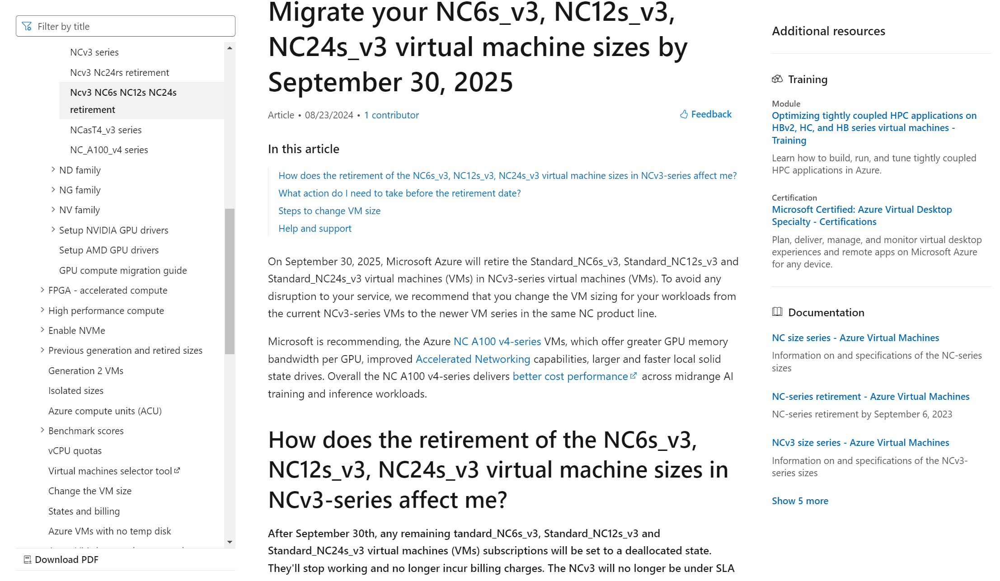 Filter by title
NCv3 series
Ncv3 Nc24rs retirement
Ncv3 NC6s NC12s NC24s
retirement
NCasT4_v3 series
NC_A100_v4 series
ND family
NG family
NV family
Setup NVIDIA GPU drivers
Setup AMD GPU drivers
GPU compute migration guide
FPGA - accelerated compute
High performance compute
Enable NVMe
Previous generation and retired sizes
Generation 2 VMs
Isolated sizes
Azure compute units (ACU)
Benchmark scores
vCPU quotas
Virtual machines selector tool
Change the VM size
States and billing
Azure VMs with no temp disk
Download PDF
Migrate your NC6s_v3, NC12s_v3,
NC24s_v3 virtual machine sizes by
September 30, 2025
Article • 08/23/2024 • 1 contributor
Feedback
In this article
How does the retirement of the NC6s_v3, NC12s_v3, NC24s_v3 virtual machine sizes in NCv3-series affect me?
What action do I need to take before the retirement date?
Steps to change VM size
Help and support
On September 30, 2025, Microsoft Azure will retire the Standard_NC6s_v3, Standard_NC12s_v3 and
Standard_NC24s_v3 virtual machines (VMs) in NCv3-series virtual machines (VMs). To avoid any
disruption to your service, we recommend that you change the VM sizing for your workloads from
the current NCv3-series VMs to the newer VM series in the same NC product line.
Microsoft is recommending, the Azure NC A100 v4-series VMs, which offer greater GPU memory
bandwidth per GPU, improved Accelerated Networking capabilities, larger and faster local solid
state drives. Overall the NC A100 v4-series delivers better cost performance across midrange AI
training and inference workloads.
How does the retirement of the NC6s_v3,
NC12s_v3, NC24s_v3 virtual machine sizes in
NCv3-series affect me?
After September 30th, any remaining tandard_NC6s_v3, Standard_NC12s_v3 and
Standard_NC24s_v3 virtual machines (VMs) subscriptions will be set to a deallocated state.
They'll stop working and no longer incur billing charges. The NCv3 will no longer be under SLA
Additional resources
Training
Module
Optimizing tightly coupled HPC applications on
HBv2, HC, and HB series virtual machines -
Training
Learn how to build, run, and tune tightly coupled
HPC applications in Azure.
Certification
Microsoft Certified: Azure Virtual Desktop
Specialty - Certifications
Plan, deliver, manage, and monitor virtual desktop
experiences and remote apps on Microsoft Azure
for any device.
Documentation
NC size series - Azure Virtual Machines
Information on and specifications of the NC-series
sizes
NC-series retirement - Azure Virtual Machines
NC-series retirement by September 6, 2023
NCv3 size series - Azure Virtual Machines
Information on and specifications of the NCv3-
series sizes
Show 5 more